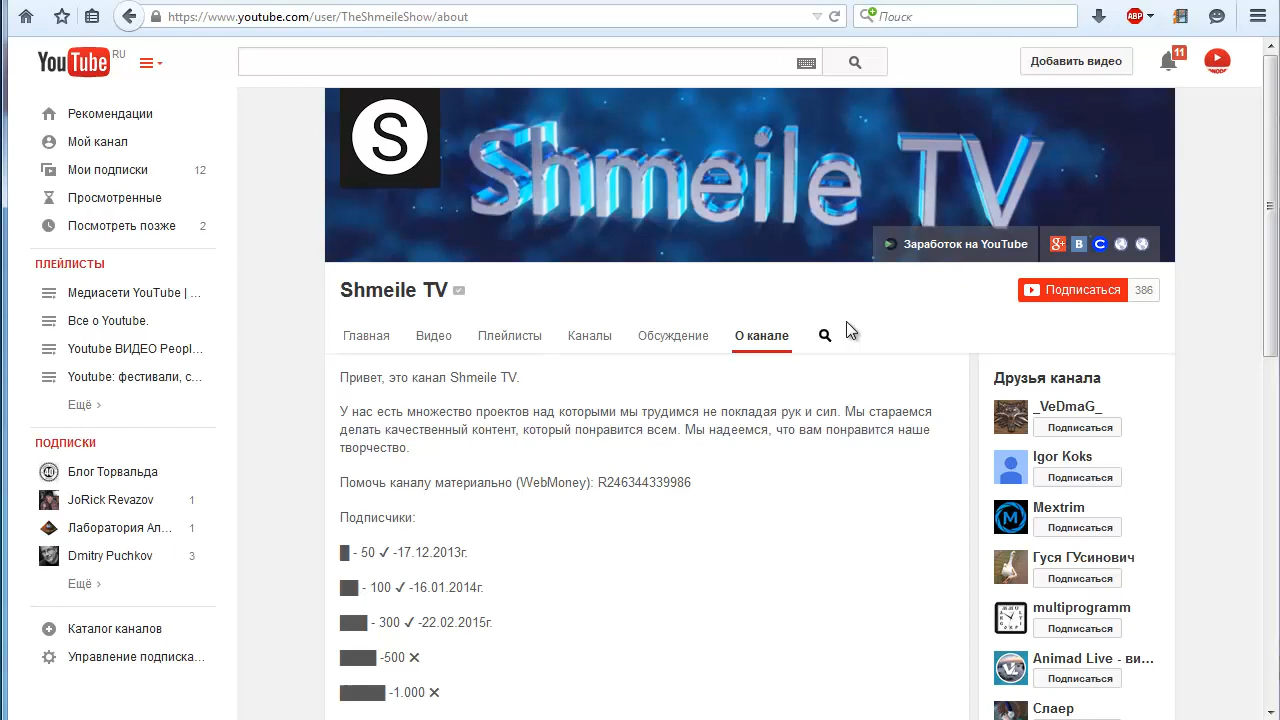 https://www.youtube.com/user/TheShmeileShow/about
Поиск
ABP
YouTube RU
Добавить видео
11
Рекомендации
Мой канал
Мои подписки 12
Просмотренные
Посмотреть позже 2
ПЛЕЙЛИСТЫ
Медиасети YouTube | ...
Все о Youtube.
Youtube ВИДЕО Peopl...
Youtube: фестивали, с...
Ещё ›
ПОДПИСКИ
Блог Торвальда
JoRick Revazov 1
Лаборатория Ал... 1
Dmitry Puchkov 3
Ещё ›
Каталог каналов
Управление подписка...
S
Shmeile TV
Заработок на YouTube
g+ B C
Shmeile TV
Подписаться 386
Главная Видео Плейлисты Каналы Обсуждение О канале
Привет, это канал Shmeile TV.
У нас есть множество проектов над которыми мы трудимся не покладая рук и сил. Мы стараемся
делать качественный контент, который понравится всем. Мы надеемся, что вам понравится наше
творчество.
Помочь каналу материально (WebMoney): R246344339986
Подписчики:
█ - 50 ✓ -17.12.2013г.
██ - 100 ✓ -16.01.2014г.
███ - 300 ✓ -22.02.2015г.
████ -500 ✕
█████ -1.000 ✕
Друзья канала
_VeDmaG_
Подписаться
Igor Koks
Подписаться
Mextrim
Подписаться
Гуся ГУсинович
Подписаться
multiprogramm
Подписаться
Animad Live - ви...
Подписаться
Слаер